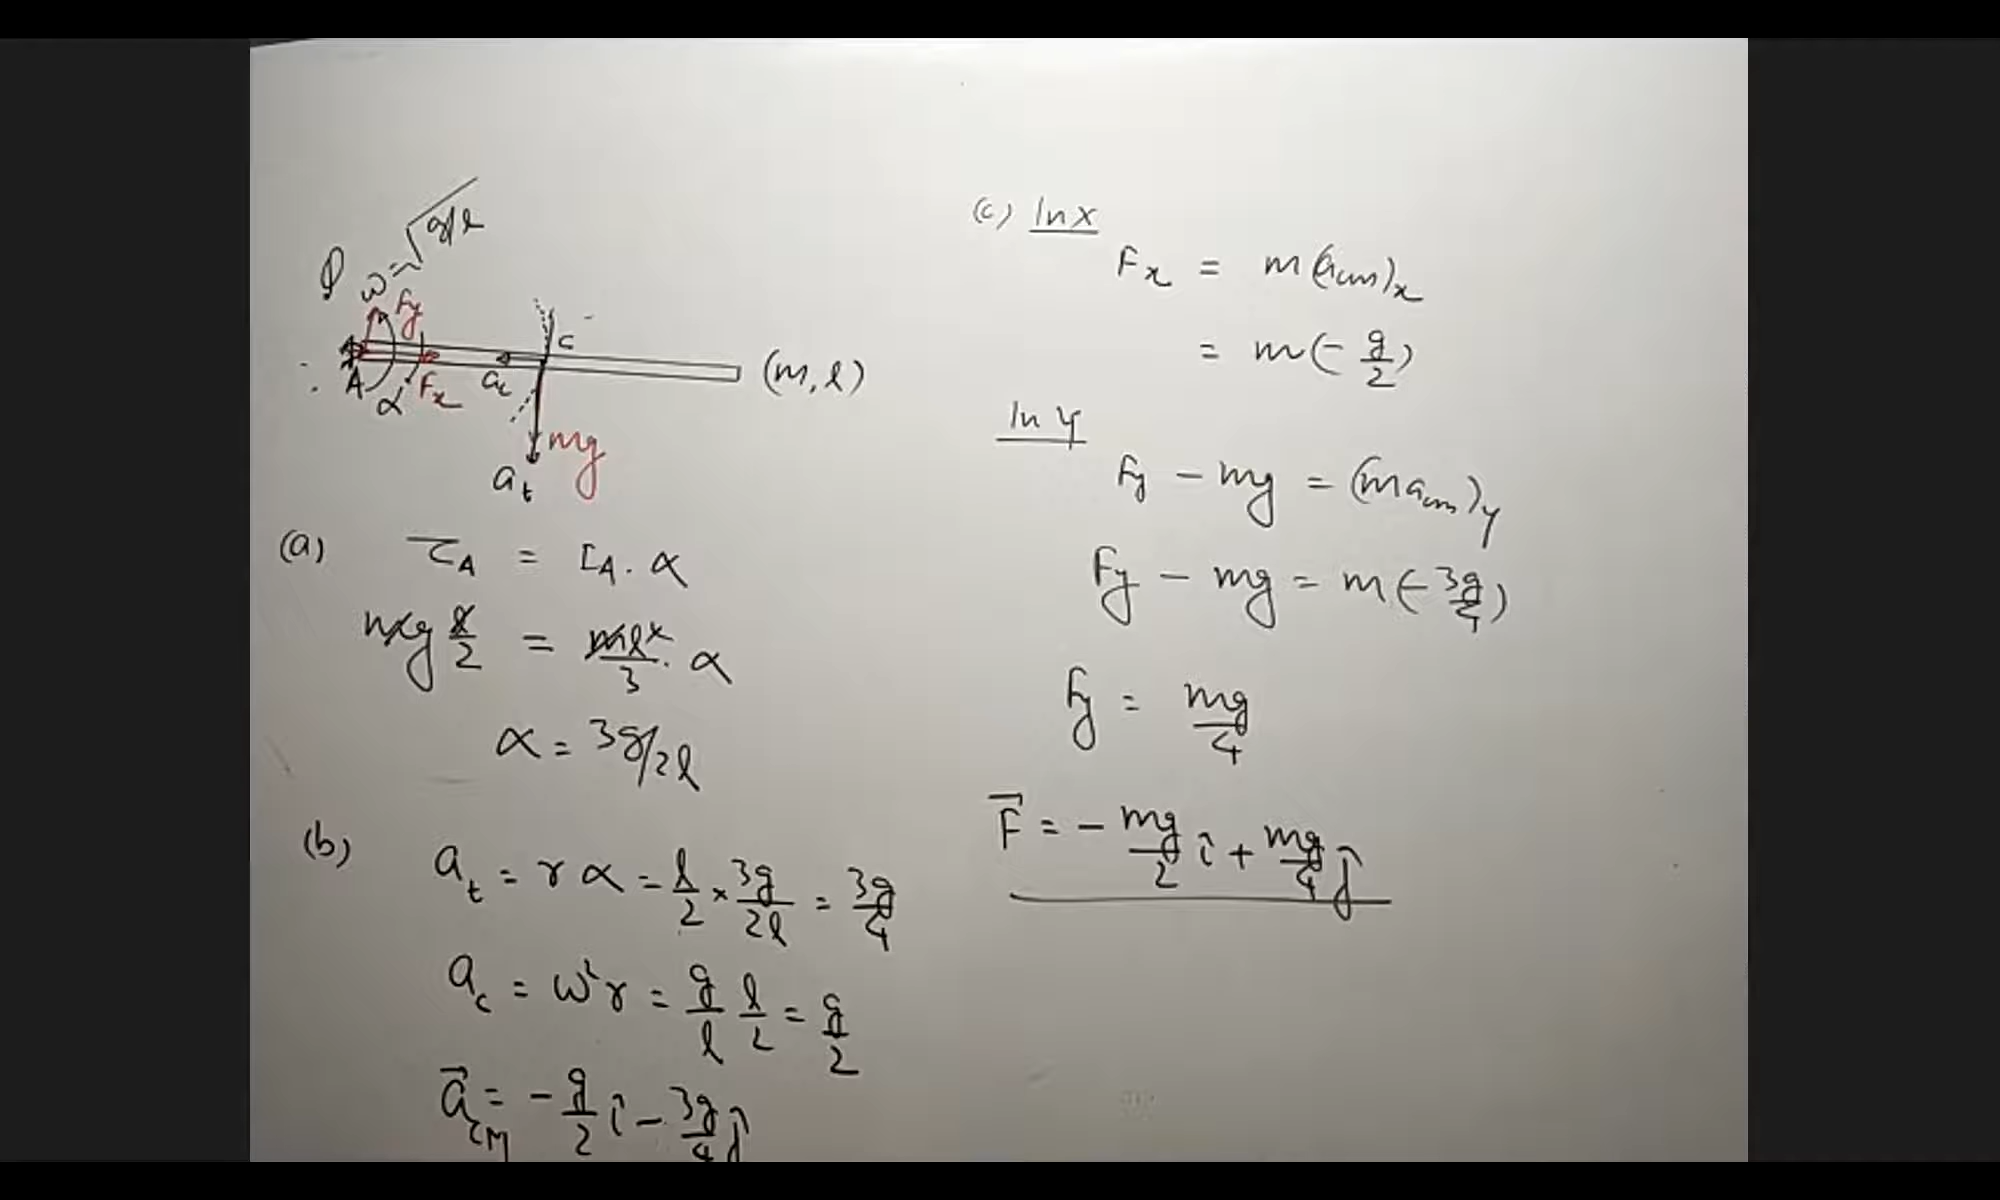 ω = √g/l
Fy
C
A
α
Fx
ac
(m, l)
mg
at
(a) τA = IA . α
mg l/2 = ml²/3 . α
α = 3g/2l
(b) at = r α = l/2 × 3g/2l = 3g/4
ac = ω²r = g/l l/2 = g/2
a⃗CM = - g/2 î - 3g/4 ĵ
(c) In X
Fx = m(acm)x
= m(- g/2)
In Y
Fy - mg = (macm)y
Fy - mg = m(- 3g/4)
Fy = mg/4
F⃗ = - mg/2 î + mg/4 ĵ